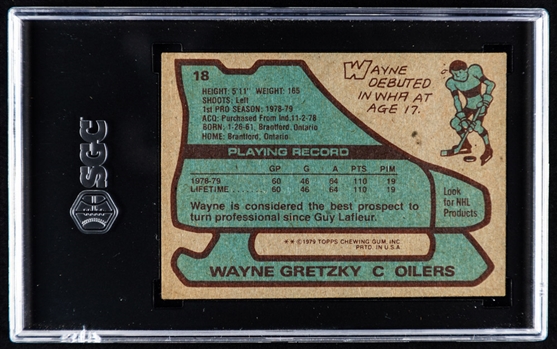 SGC
18
WAYNE
DEBUTED
IN WHA AT
AGE 17.
HEIGHT: 5'11" WEIGHT: 165
SHOOTS: Left
1st PRO SEASON: 1978-79
ACQ: Purchased From Ind.11-2-78
BORN: 1-26-61, Brantford, Ontario
HOME: Brantford, Ontario
PLAYING RECORD
GP G A PTS PIM
1978-79 60 46 64 110 19
LIFETIME 60 46 64 110 19
Wayne is considered the best prospect to
turn professional since Guy Lafleur.
Look
for NHL
Products
** © 1979 TOPPS CHEWING GUM, INC.
PRTD. IN U.S.A.
WAYNE GRETZKY C OILERS